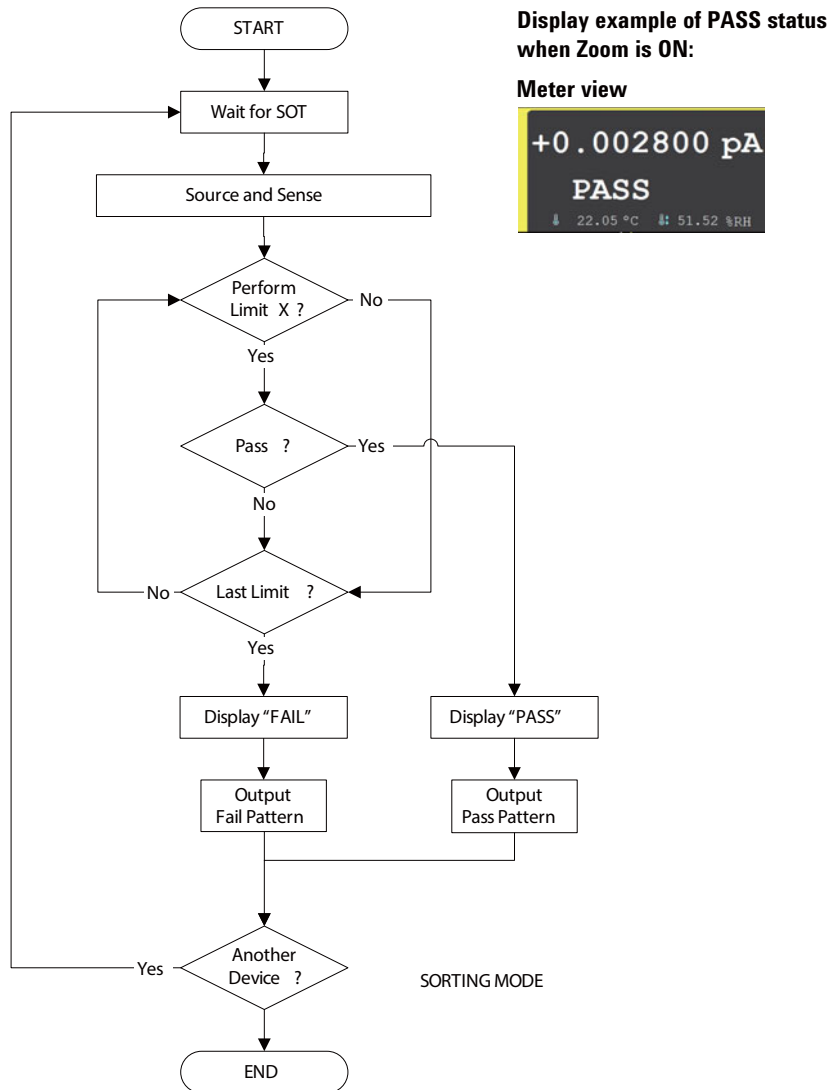 START
Wait for SOT
Source and Sense
Perform
Limit X ?
No
Yes
Pass ?
Yes
No
Last Limit ?
No
Yes
Display “FAIL”
Display “PASS”
Output
Fail Pattern
Output
Pass Pattern
Another
Device ?
Yes
SORTING MODE
END
Display example of PASS status
when Zoom is ON:
Meter view
+0.002800 pA
PASS
22.05 °C 51.52 %RH